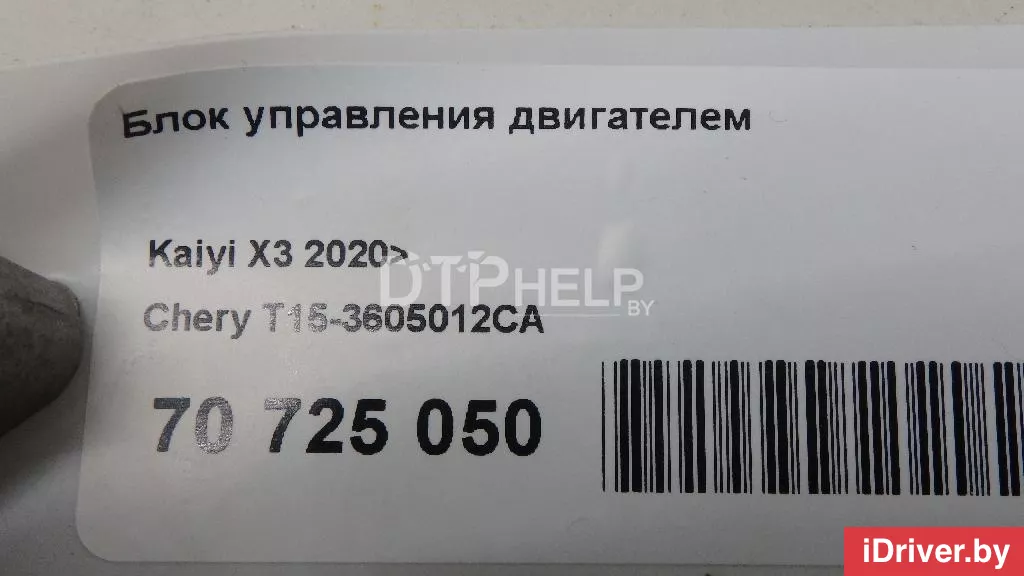 Блок управления двигателем
Kaiyi X3 2020>
DTPHELP.BY
Chery T15-3605012CA
70 725 050
iDriver.by